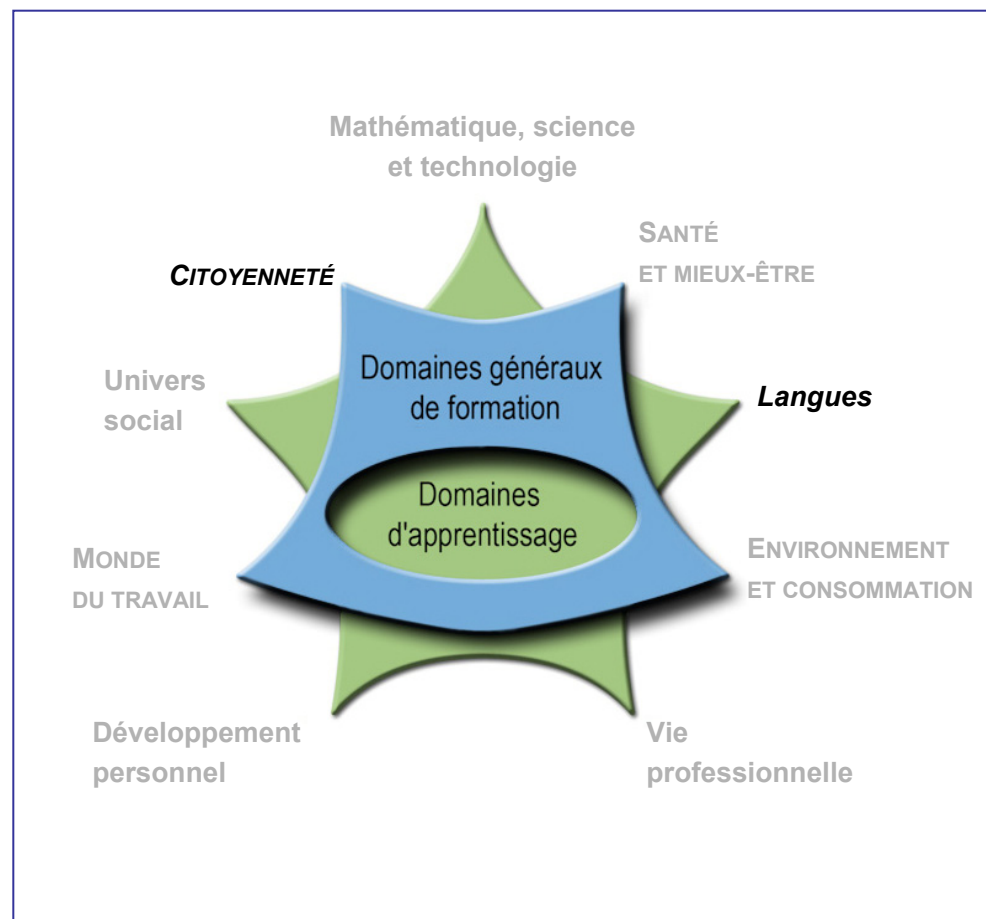 Mathématique, science
et technologie
SANTÉ
ET MIEUX-ÊTRE
CITOYENNETÉ
Domaines généraux
de formation
Univers
social
Langues
Domaines
d'apprentissage
MONDE
DU TRAVAIL
ENVIRONNEMENT
ET CONSOMMATION
Développement
personnel
Vie
professionnelle